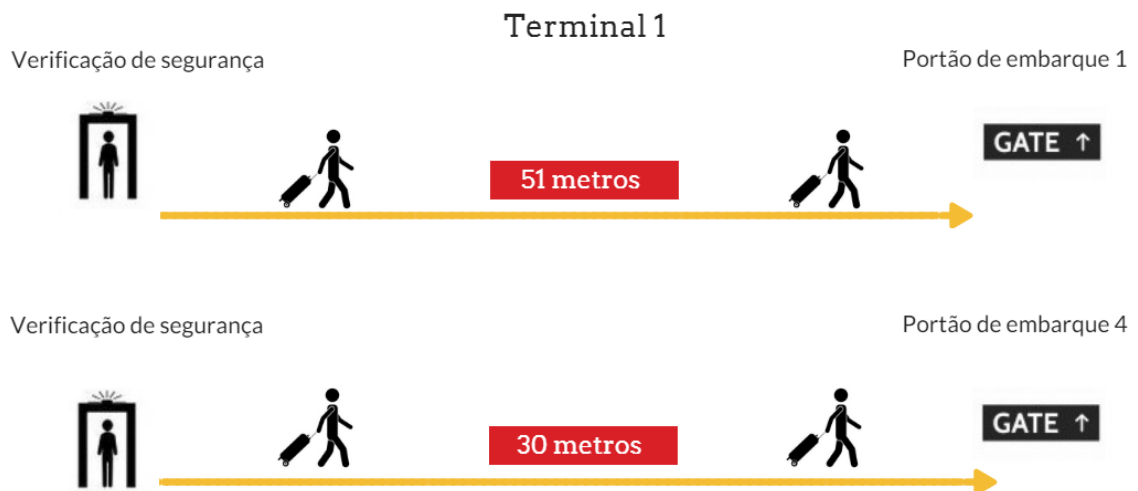 Terminal 1
Verificação de segurança
Portão de embarque 1
GATE ↑
51 metros
Verificação de segurança
Portão de embarque 4
GATE ↑
30 metros